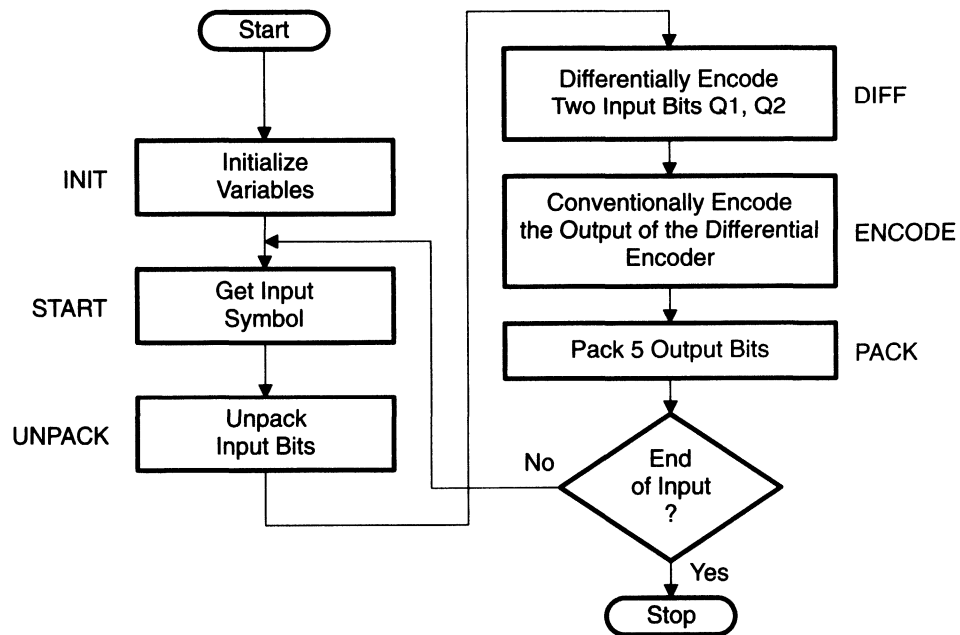 Start
INIT
Initialize
Variables
START
Get Input
Symbol
UNPACK
Unpack
Input Bits
Differentially Encode
Two Input Bits Q1, Q2
DIFF
Conventionally Encode
the Output of the Differential
Encoder
ENCODE
Pack 5 Output Bits
PACK
End
of Input
?
No
Yes
Stop